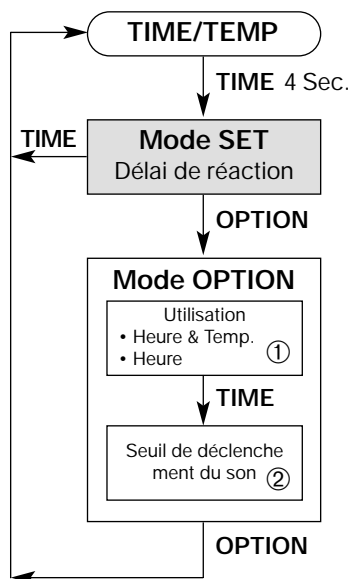 TIME/TEMP
TIME 4 Sec.
TIME
Mode SET
Délai de réaction
OPTION
Mode OPTION
Utilisation
• Heure & Temp.
• Heure ①
TIME
Seuil de déclenche
ment du son ②
OPTION